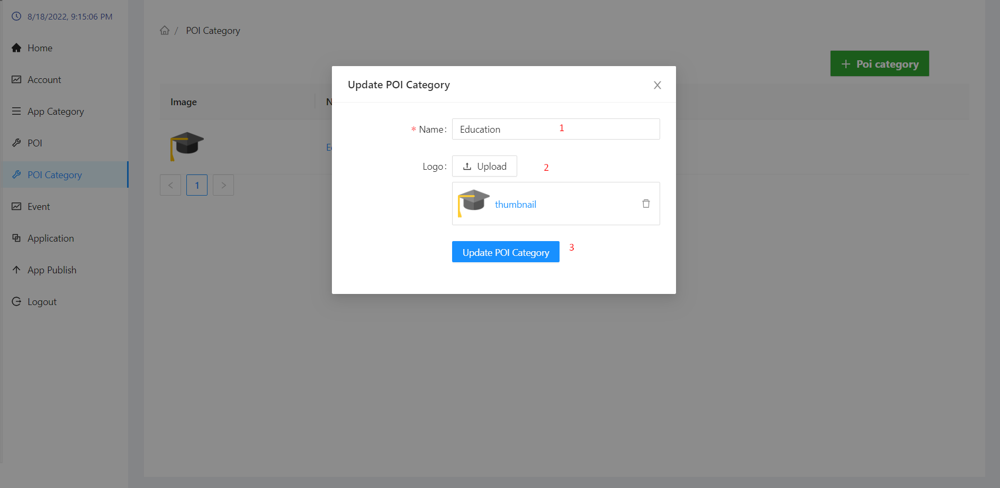 8/18/2022, 9:15:06 PM
Home
Account
App Category
POI
POI Category
Event
Application
App Publish
Logout
/ POI Category
+ Poi category
Image
< 1 >
Update POI Category X
* Name: Education 1
Logo: Upload 2
thumbnail
Update POI Category 3